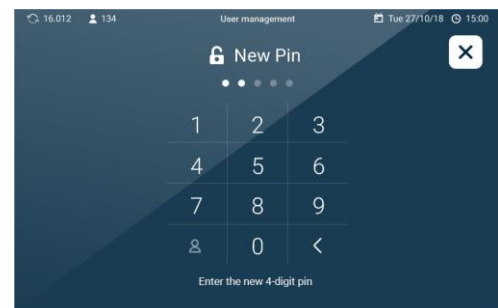 16.012 134 User management Tue 27/10/18 15:00
New Pin
1 2 3
4 5 6
7 8 9
0
Enter the new 4-digit pin